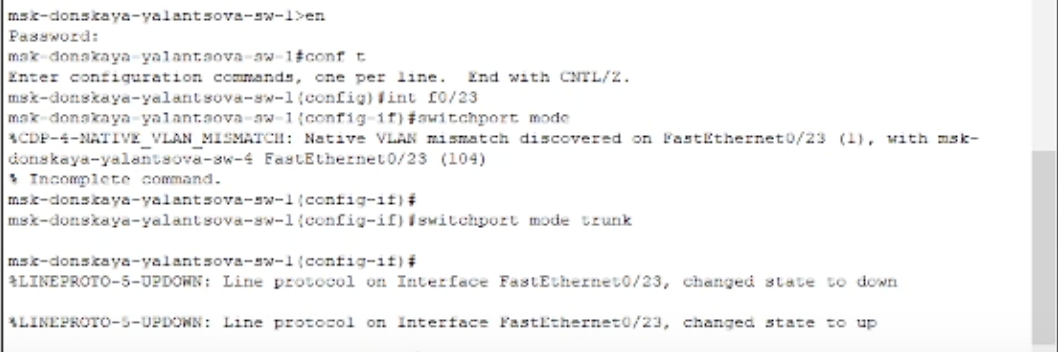 msk-donskaya-yalantsova-sw-1>en
Password:
msk-donskaya-yalantsova-sw-1#conf t
Enter configuration commands, one per line.  End with CNTL/Z.
msk-donskaya-yalantsova-sw-1(config)#int f0/23
msk-donskaya-yalantsova-sw-1(config-if)#switchport mode
%CDP-4-NATIVE_VLAN_MISMATCH: Native VLAN mismatch discovered on FastEthernet0/23 (1), with msk-
donskaya-yalantsova-sw-4 FastEthernet0/23 (104)
% Incomplete command.
msk-donskaya-yalantsova-sw-1(config-if)#
msk-donskaya-yalantsova-sw-1(config-if)#switchport mode trunk
msk-donskaya-yalantsova-sw-1(config-if)#
%LINEPROTO-5-UPDOWN: Line protocol on Interface FastEthernet0/23, changed state to down
%LINEPROTO-5-UPDOWN: Line protocol on Interface FastEthernet0/23, changed state to up